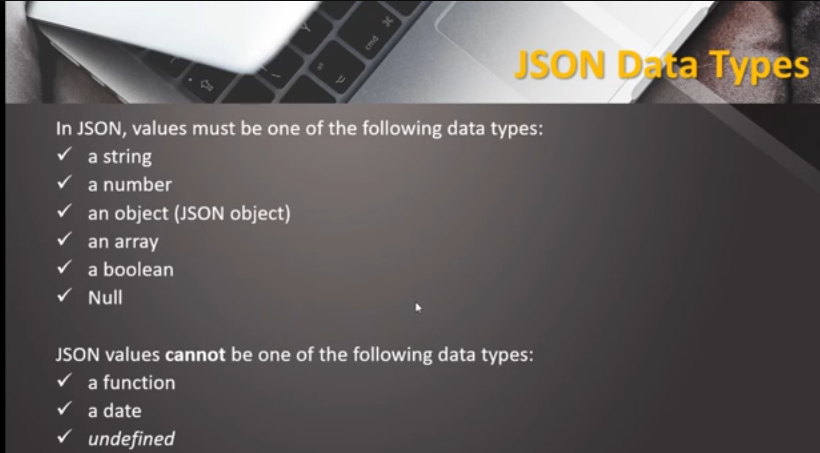 JSON Data Types
In JSON, values must be one of the following data types:
✓ a string
✓ a number
✓ an object (JSON object)
✓ an array
✓ a boolean
✓ Null
JSON values cannot be one of the following data types:
✓ a function
✓ a date
✓ undefined